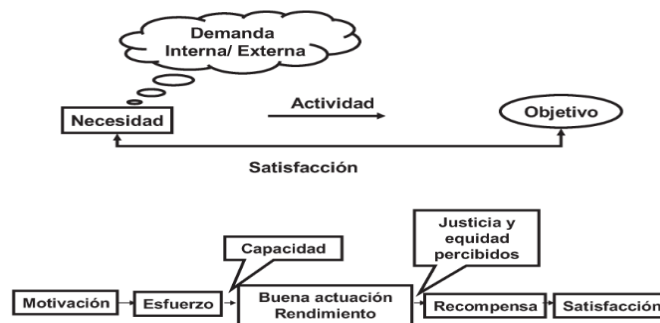 Demanda
Interna/ Externa
Necesidad
Actividad
Objetivo
Satisfacción
Capacidad
Justicia y
equidad
percibidos
Motivación
Esfuerzo
Buena actuación
Rendimiento
Recompensa
Satisfacción